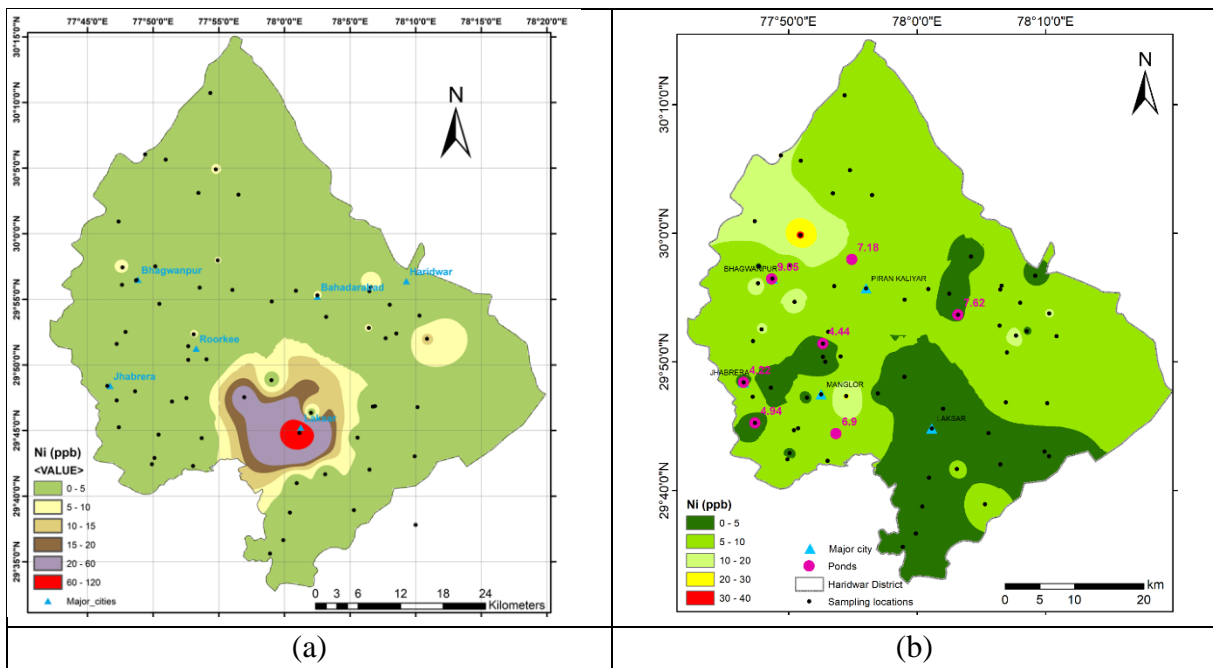 77°45'0"E 77°50'0"E 77°55'0"E 78°0'0"E 78°5'0"E 78°10'0"E 78°15'0"E 78°20'0"E
30°15'0"N
30°10'0"N
30°5'0"N
30°0'0"N
29°55'0"N
29°50'0"N
29°45'0"N
29°40'0"N
29°35'0"N
N
Bhagwanpur
Haridwar
Bahadarabad
Roorkee
Jhabrera
Laksar
Ni (ppb)
<VALUE>
0 - 5
5 - 10
10 - 15
15 - 20
20 - 60
60 - 120
Major_cities
0 3 6 12 18 24
Kilometers
(a)
77°50'0"E 78°0'0"E 78°10'0"E
30°10'0"N
30°0'0"N
29°50'0"N
29°40'0"N
N
7.18
BHAGWANPUR
PIRAN KALIYAR
7.62
4.44
JHABRERA
MANGLOR
4.94
6.9
LAKSAR
Ni (ppb)
0 - 5
5 - 10
10 - 20
20 - 30
30 - 40
Major city
Ponds
Haridwar District
Sampling locations
km
0 5 10 20
(b)